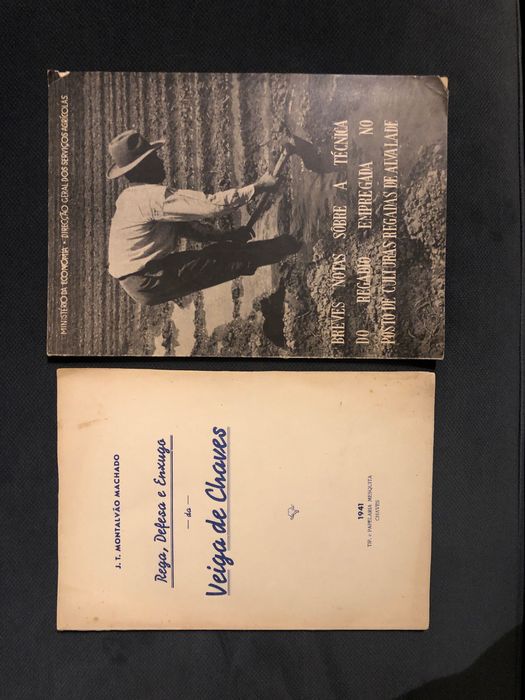 MINISTÉRIO DA ECONOMIA • DIRECÇÃO GERAL DOS SERVIÇOS AGRÍCOLAS
BREVES NOTAS SÔBRE A TÉCNICA
DO REGADIO EMPREGADA NO
POSTO DE CULTURAS REGADAS DE ALVALADE
J. T. MONTALVÃO MACHADO
Rega, Defesa e Enxugo
— da —
Veiga de Chaves
1941
TIP. e PAPELARIA MESQUITA
CHAVES